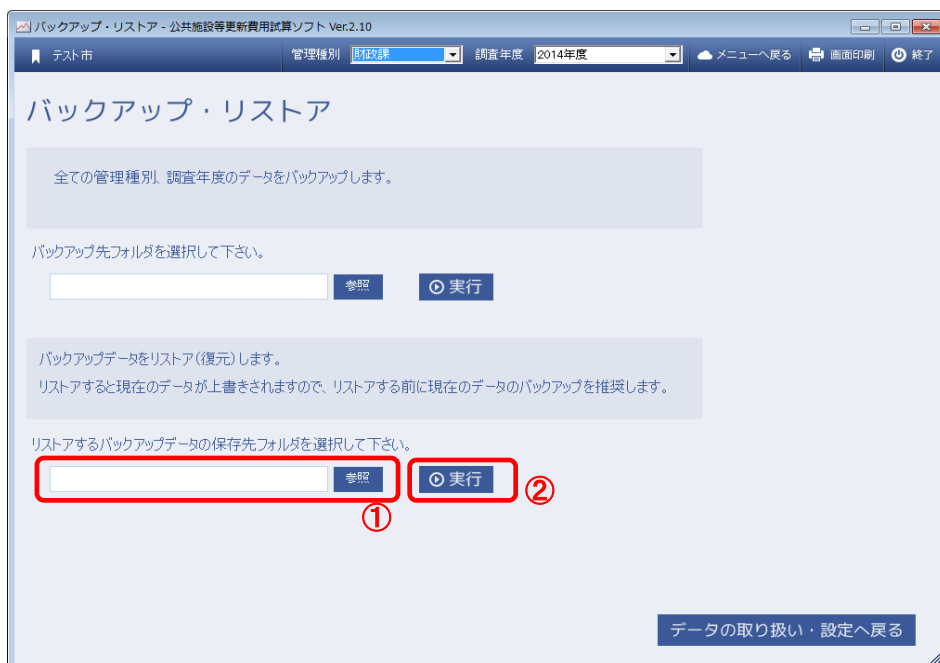 バックアップ・リストア - 公共施設等更新費用試算ソフト Ver.2.10
テスト市 管理種別 財政課 調査年度 2014年度 メニューへ戻る 画面印刷 終了
バックアップ・リストア
全ての管理種別、調査年度のデータをバックアップします。
バックアップ先フォルダを選択して下さい。
参照 実行
バックアップデータをリストア(復元)します。
リストアすると現在のデータが上書きされますので、リストアする前に現在のデータのバックアップを推奨します。
リストアするバックアップデータの保存先フォルダを選択して下さい。
参照 実行
① ②
データの取り扱い・設定へ戻る